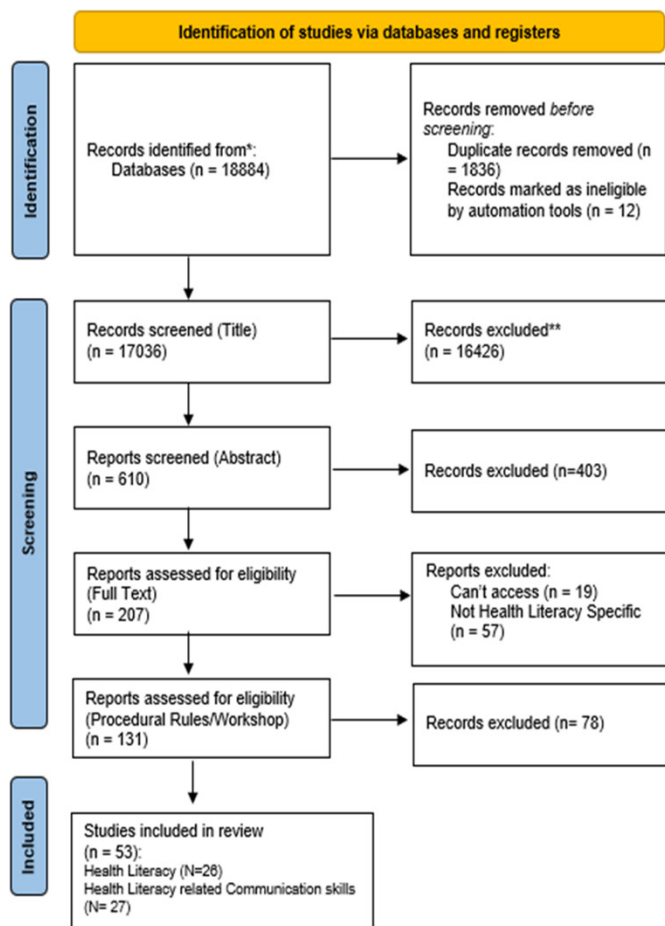 Identification of studies via databases and registers
Identification
Records identified from*:
Databases (n = 18884)
Records removed before
screening:
Duplicate records removed (n
= 1836)
Records marked as ineligible
by automation tools (n = 12)
Screening
Records screened (Title)
(n = 17036)
Records excluded**
(n = 16426)
Reports screened (Abstract)
(n = 610)
Records excluded (n=403)
Reports assessed for eligibility
(Full Text)
(n = 207)
Reports excluded:
Can't access (n = 19)
Not Health Literacy Specific
(n = 57)
Reports assessed for eligibility
(Procedural Rules/Workshop)
(n = 131)
Records excluded (n= 78)
Included
Studies included in review
(n = 53):
Health Literacy (N=26)
Health Literacy related Communication skills
(N= 27)